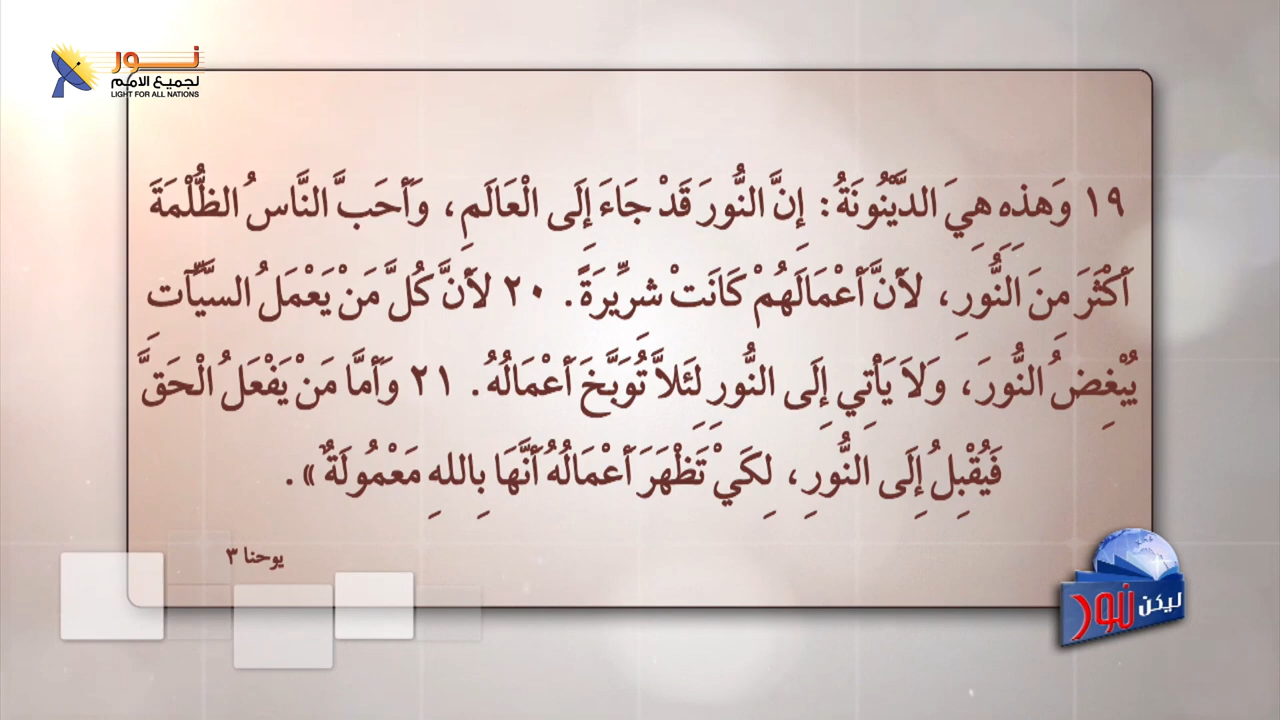 نور
لجميع الامم
LIGHT FOR ALL NATIONS
١٩ وَهذِهِ هِيَ الدَّيْنُونَةُ: إِنَّ النُّورَ قَدْ جَاءَ إِلَى الْعَالَمِ، وَأَحَبَّ النَّاسُ الظُّلْمَةَ
أَكْثَرَ مِنَ النُّورِ، لأَنَّ أَعْمَالَهُمْ كَانَتْ شِرِّيرَةً. ٢٠ لأَنَّ كُلَّ مَنْ يَعْمَلُ السَّيِّآتِ
يُبْغِضُ النُّورَ، وَلاَ يَأْتِي إِلَى النُّورِ لِئَلاَّ تُوَبَّخَ أَعْمَالُهُ. ٢١ وَأَمَّا مَنْ يَفْعَلُ الْحَقَّ
فَيُقْبِلُ إِلَى النُّورِ، لِكَيْ تَظْهَرَ أَعْمَالُهُ أَنَّهَا بِاللهِ مَعْمُولَةٌ».
يوحنا ٣
ليكن نور